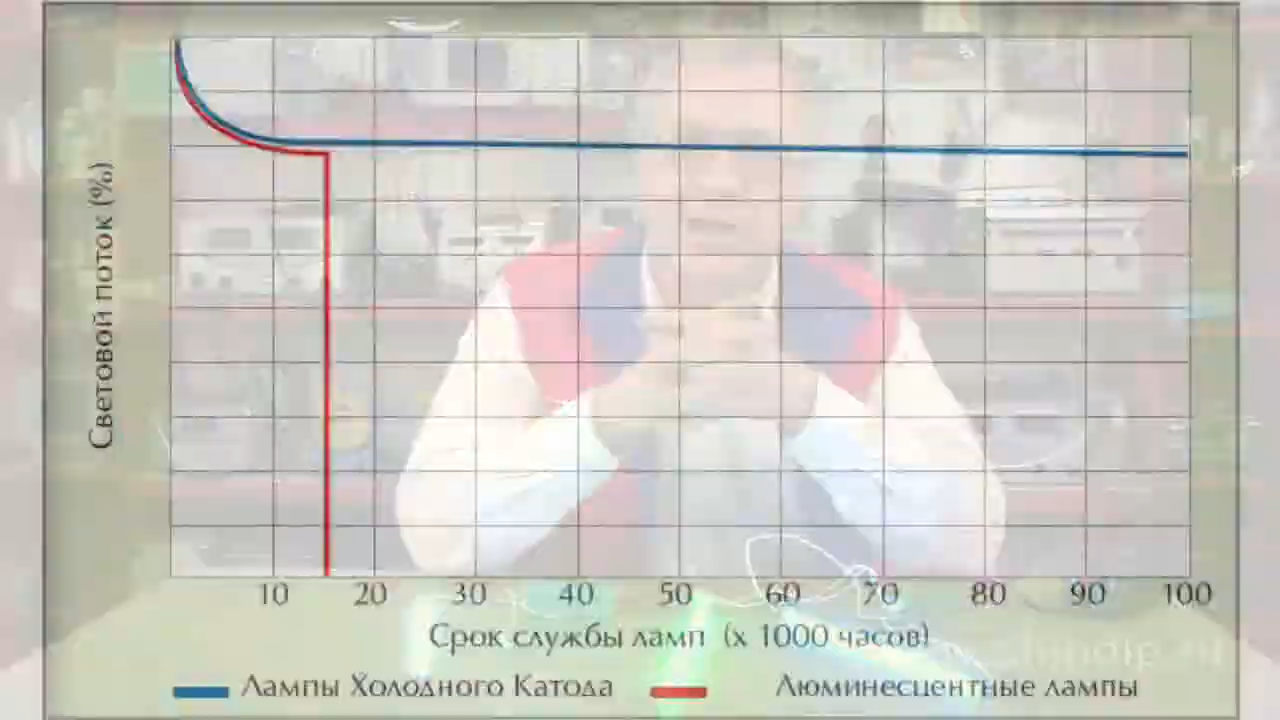 Световой поток (%)
10 20 30 40 50 60 70 80 90 100
Срок службы ламп (х 1000 часов)
Лампы Холодного Катода
Люминесцентные лампы